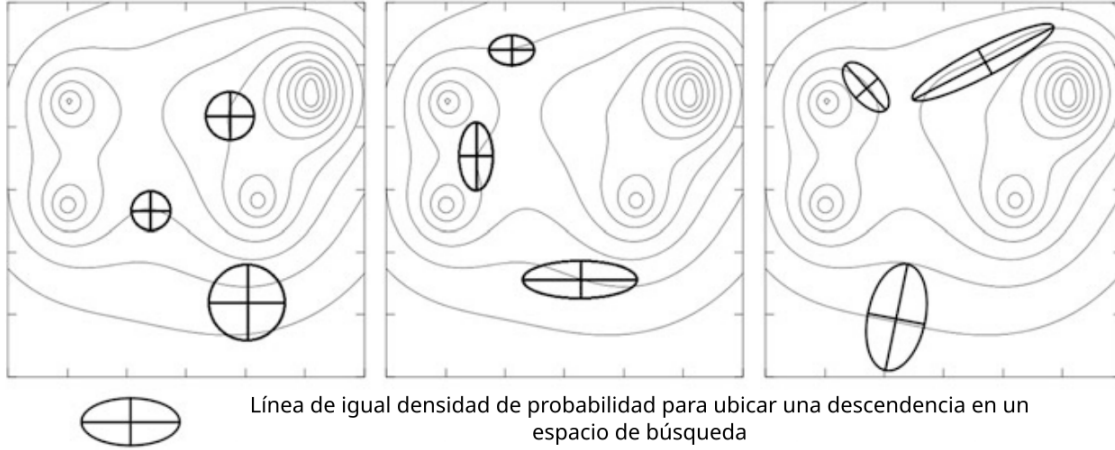 Línea de igual densidad de probabilidad para ubicar una descendencia en un
espacio de búsqueda